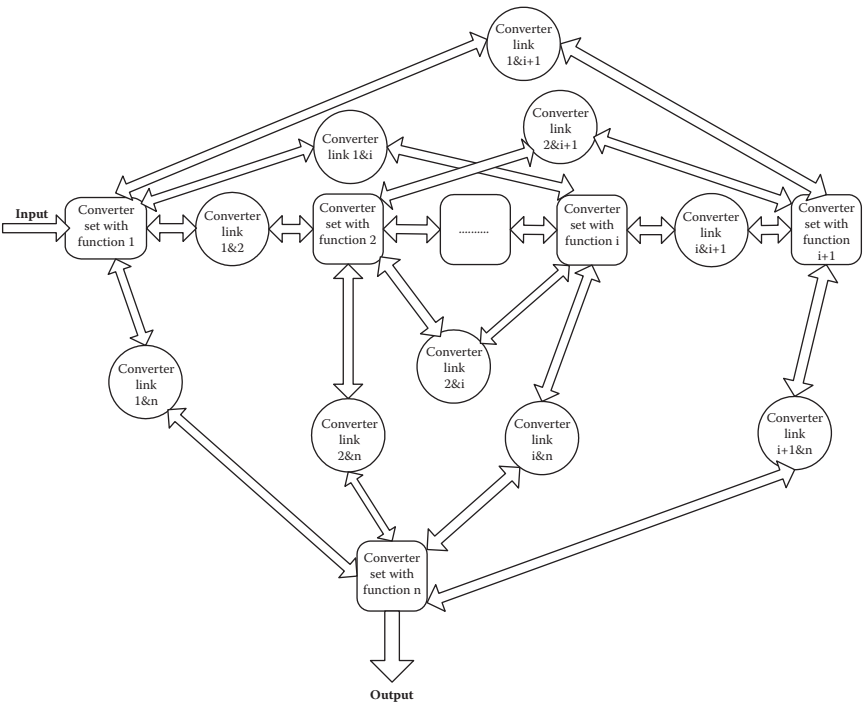 Converter
link
1&i+1
Converter
link 1&i
Converter
link
2&i+1
Input
Converter
set with
function 1
Converter
link
1&2
Converter
set with
function 2
..........
Converter
set with
function i
Converter
link
i&i+1
Converter
set with
function
i+1
Converter
link
2&i
Converter
link
1&n
Converter
link
2&n
Converter
link
i&n
Converter
link
i+1&n
Converter
set with
function n
Output